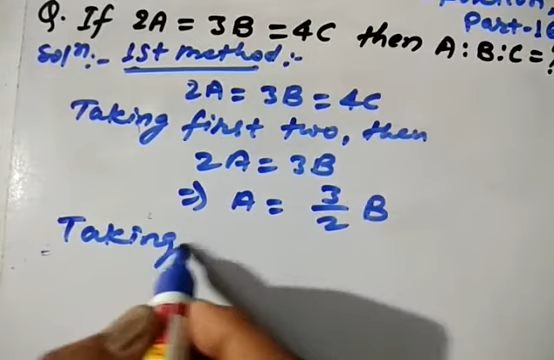 Part-16
Q. If 2A = 3B = 4C then A:B:C = ?
Solⁿ:- 1st method:-
2A = 3B = 4C
Taking first two, then
2A = 3B
⇒ A = 3/2 B
Taking